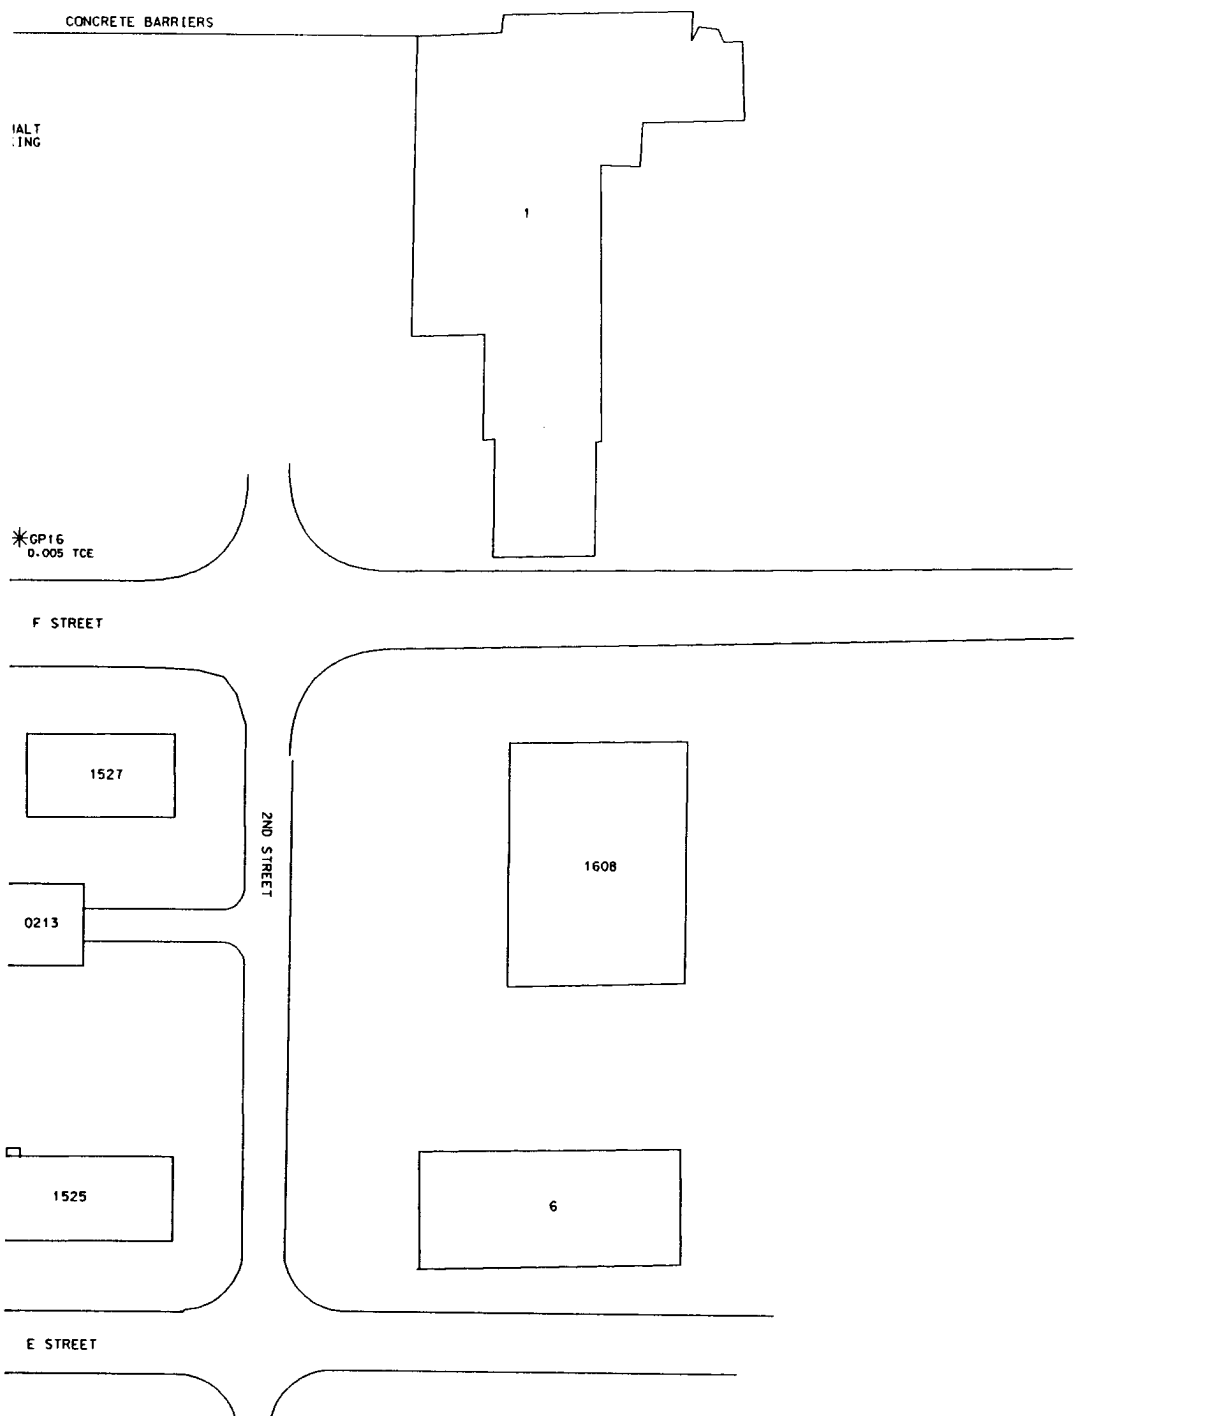 CONCRETE BARRIERS
1
GP16
0.005 TCE
F STREET
1527
2ND STREET
1608
0213
1525
6
E STREET